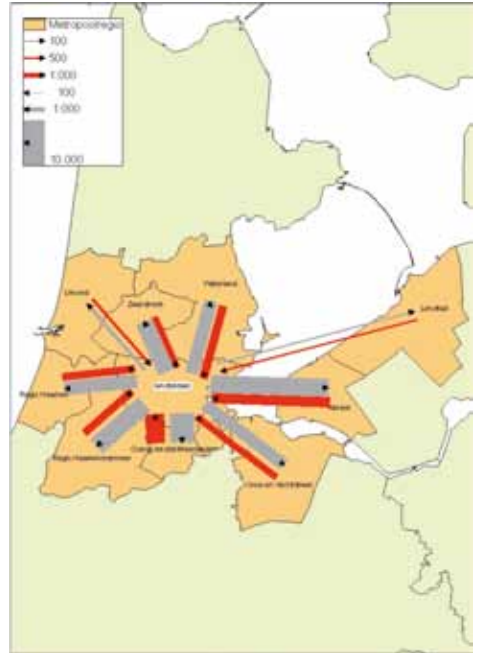 Metropoolregio
100
500
1.000
100
1.000
10.000
IJmond
Zaanstreek
Waterland
Lelystad
Amsterdam
Regio Haarlem
Almere
Regio Haarlemmermeer
Gooi en Vechtstreek